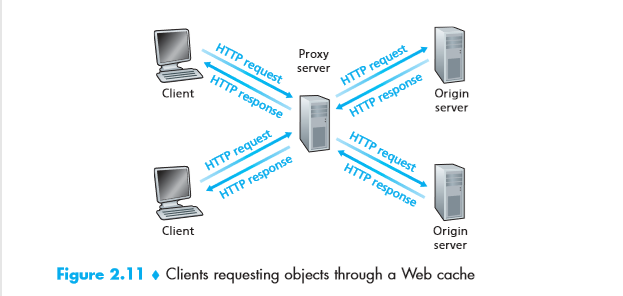 HTTP request
HTTP response
Client
Proxy
server
HTTP request
HTTP response
Origin
server
HTTP request
HTTP response
Client
HTTP request
HTTP response
Origin
server
Figure 2.11 ♦ Clients requesting objects through a Web cache